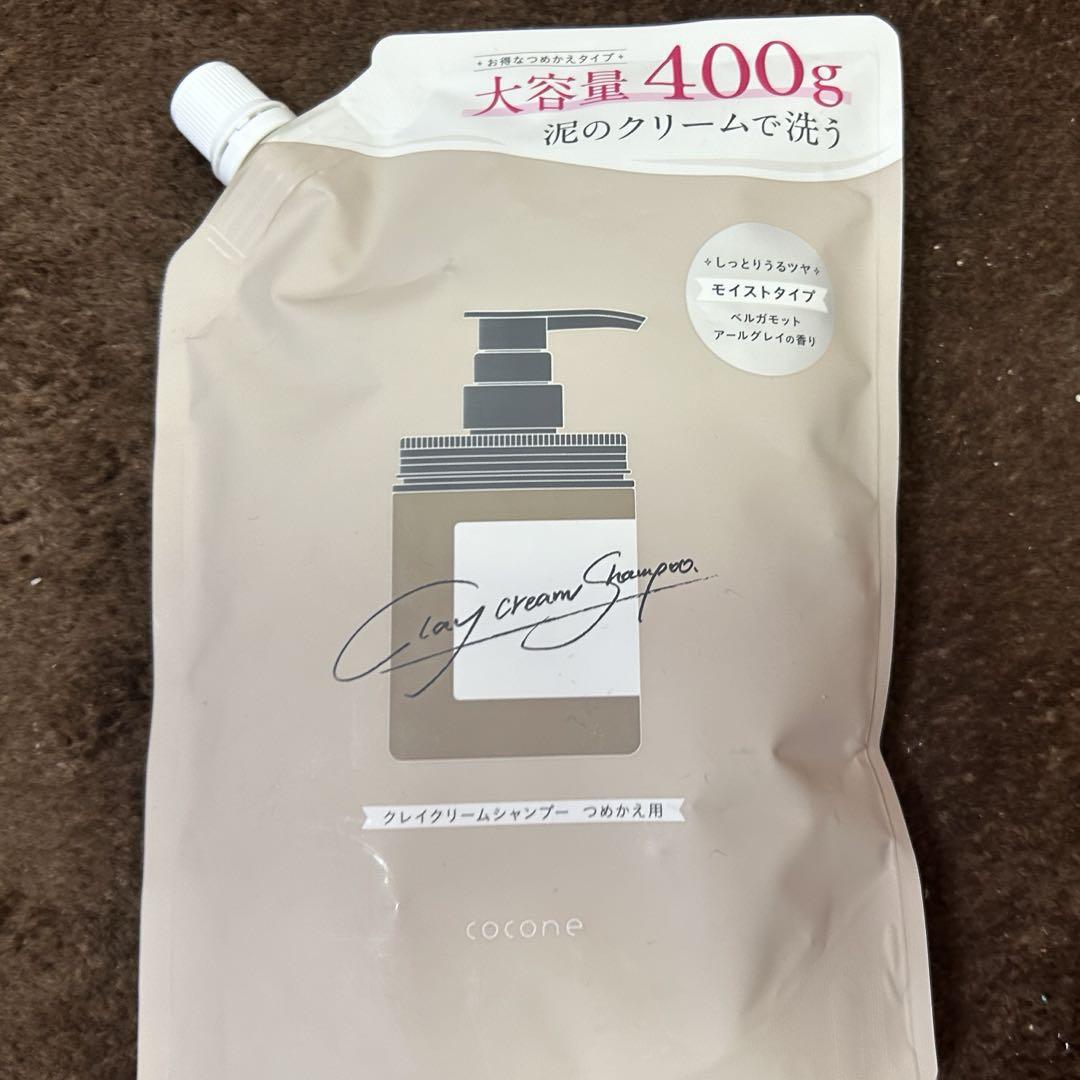 お得なつめかえタイプ
大容量 400g
泥のクリームで洗う
しっとりうるツヤ
モイストタイプ
ベルガモット
アールグレイの香り
Clay cream Shampoo.
クレイクリームシャンプー つめかえ用
cocone